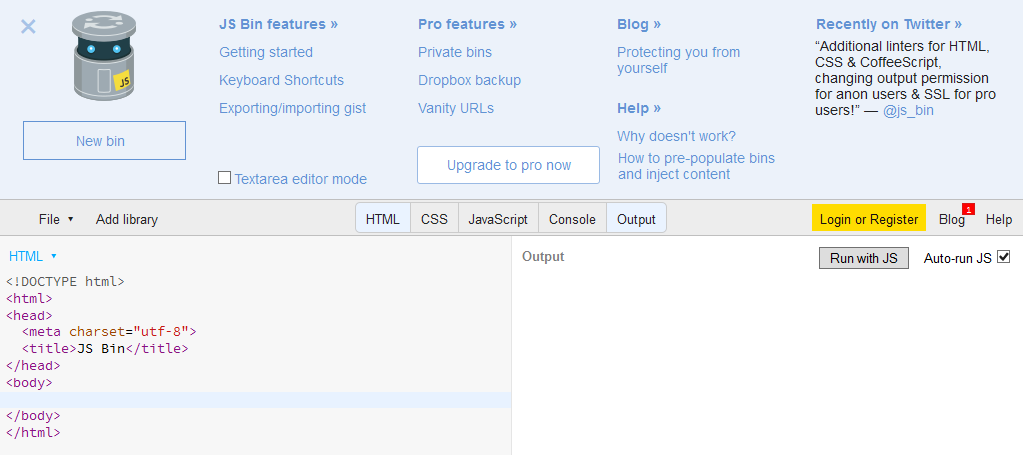 JS
New bin
JS Bin features »
Getting started
Keyboard Shortcuts
Exporting/importing gist
Textarea editor mode
Pro features »
Private bins
Dropbox backup
Vanity URLs
Upgrade to pro now
Blog »
Protecting you from
yourself
Help »
Why doesn't work?
How to pre-populate bins
and inject content
Recently on Twitter »
“Additional linters for HTML,
CSS & CoffeeScript,
changing output permission
for anon users & SSL for pro
users!” — @js_bin
File Add library HTML CSS JavaScript Console Output Login or Register Blog 1 Help
HTML
<!DOCTYPE html>
<html>
<head>
<meta charset="utf-8">
<title>JS Bin</title>
</head>
<body>
</body>
</html>
Output Run with JS Auto-run JS